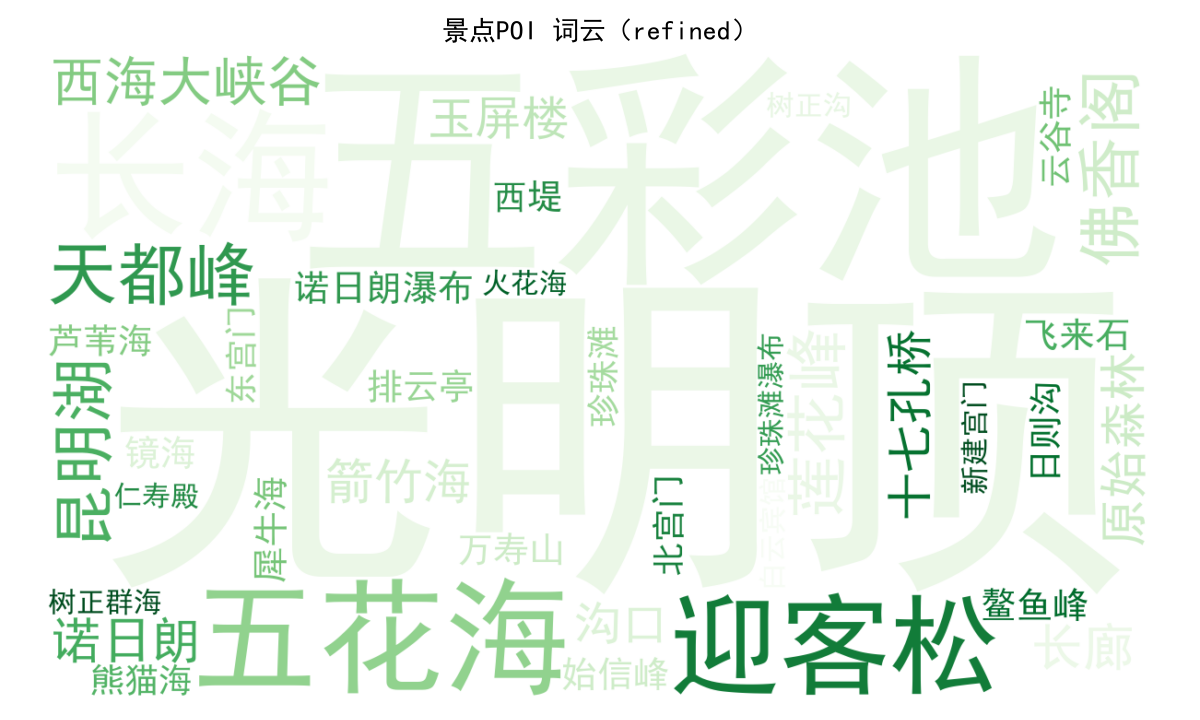 景点POI 词云（refined）
西海大峡谷
五彩池
玉屏楼
树正沟
云谷寺
佛香阁
长海
西堤
天都峰
诺日朗瀑布
火花海
光明顶
芦苇海
东宫门
飞来石
昆明湖
排云亭
珍珠滩
珍珠滩瀑布
莲花峰
十七孔桥
新建宫门
日则沟
原始森林
镜海
箭竹海
仁寿殿
犀牛海
北宫门
万寿山
白云宾馆
树正群海
五花海
迎客松
鳌鱼峰
诺日朗
沟口
长廊
熊猫海
始信峰